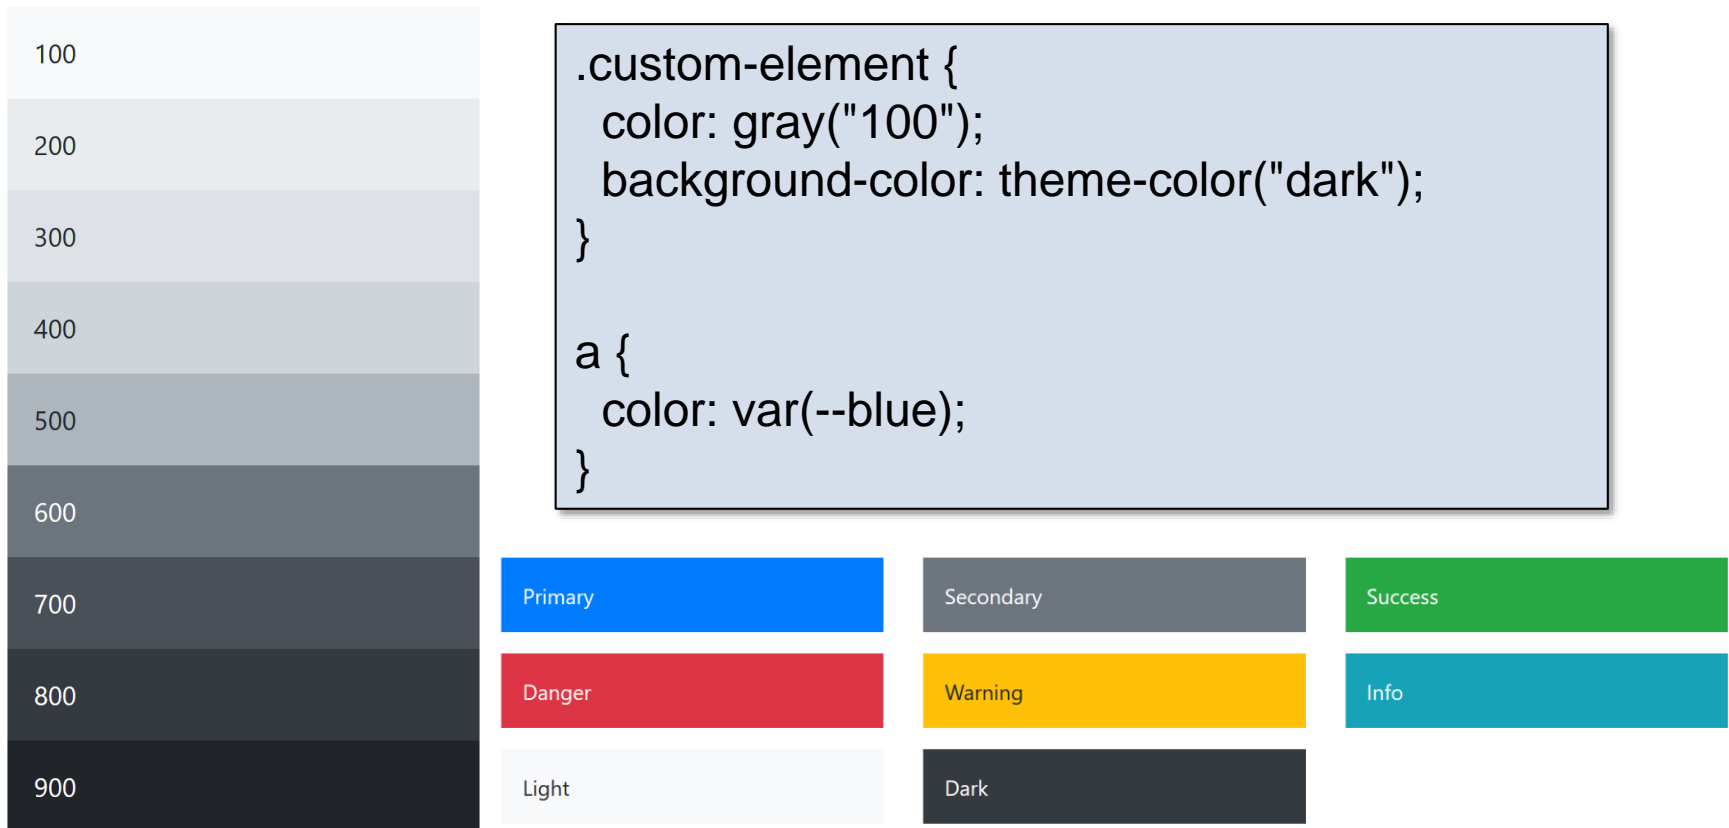 100
200
300
400
500
600
700
800
900
.custom-element {
  color: gray("100");
  background-color: theme-color("dark");
}

a {
  color: var(--blue);
}
Primary
Secondary
Success
Danger
Warning
Info
Light
Dark